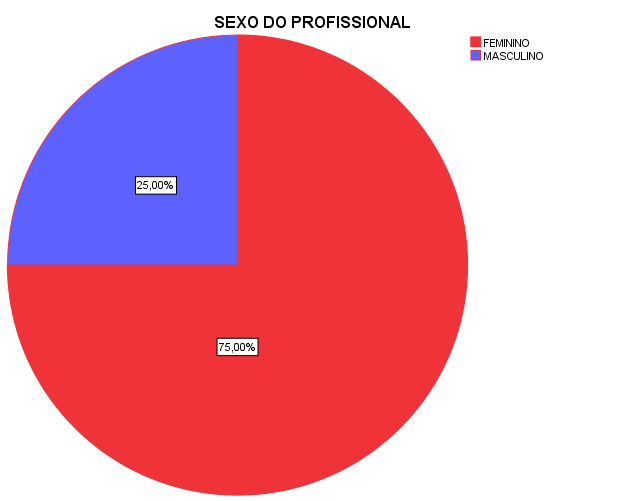 SEXO DO PROFISSIONAL
FEMININO
MASCULINO
25,00%
75,00%